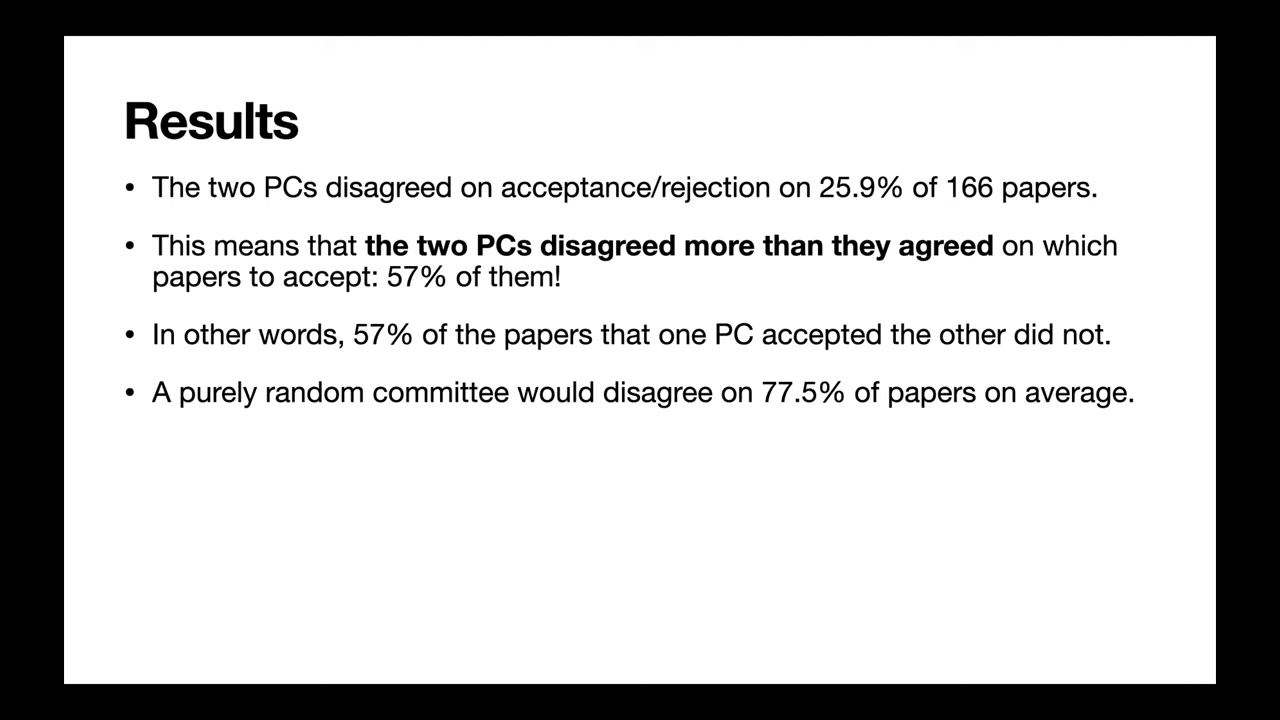 Results
• The two PCs disagreed on acceptance/rejection on 25.9% of 166 papers.
• This means that the two PCs disagreed more than they agreed on which
papers to accept: 57% of them!
• In other words, 57% of the papers that one PC accepted the other did not.
• A purely random committee would disagree on 77.5% of papers on average.